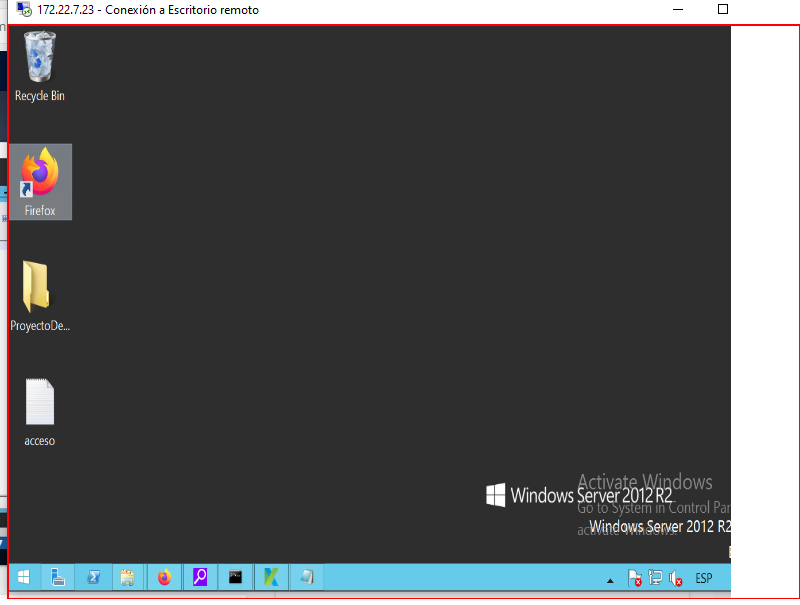 172.22.7.23 - Conexión a Escritorio remoto
Recycle Bin
Firefox
ProyectoDe...
acceso
Activate Windows
Windows Server 2012 R2
Go to System in Control Par
Windows Server 2012 R2
activate Windows.
ESP